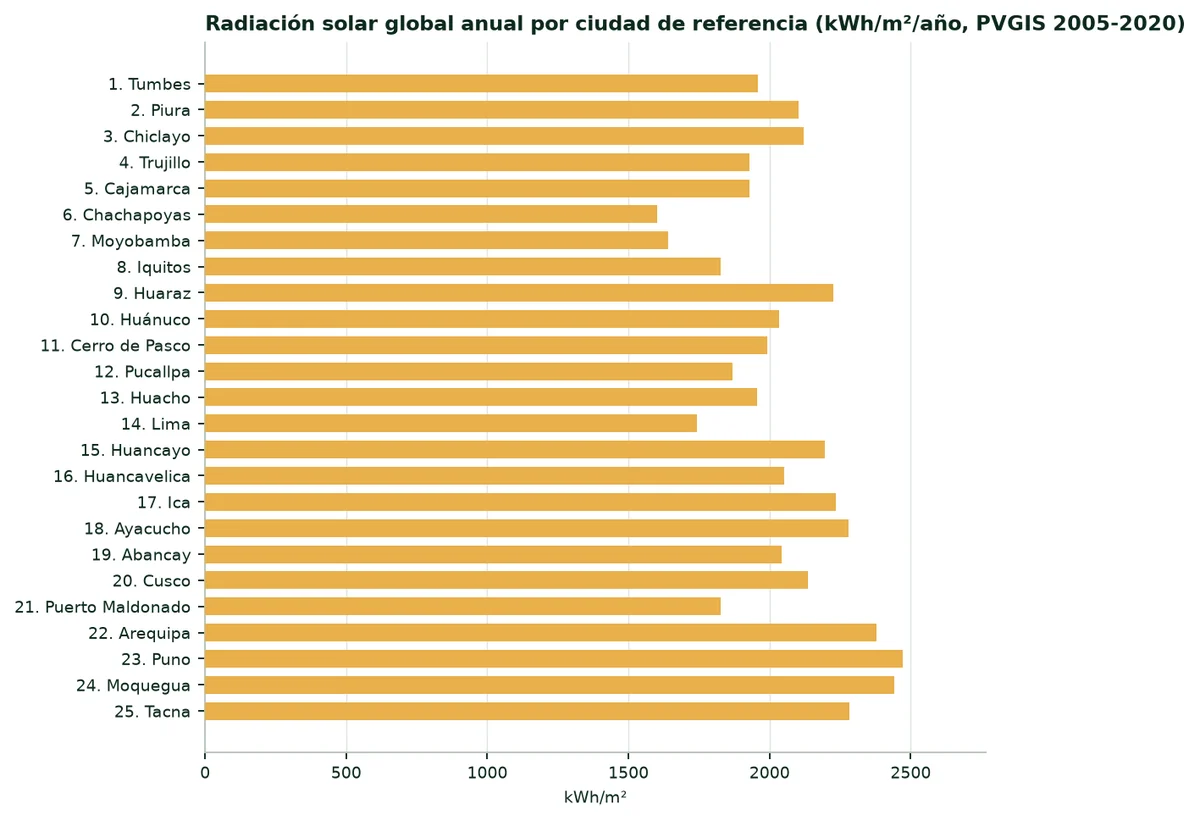 Radiación solar global anual por ciudad de referencia (kWh/m²/año, PVGIS 2005-2020)
1. Tumbes
2. Piura
3. Chiclayo
4. Trujillo
5. Cajamarca
6. Chachapoyas
7. Moyobamba
8. Iquitos
9. Huaraz
10. Huánuco
11. Cerro de Pasco
12. Pucallpa
13. Huacho
14. Lima
15. Huancayo
16. Huancavelica
17. Ica
18. Ayacucho
19. Abancay
20. Cusco
21. Puerto Maldonado
22. Arequipa
23. Puno
24. Moquegua
25. Tacna
0 500 1000 1500 2000 2500
kWh/m²